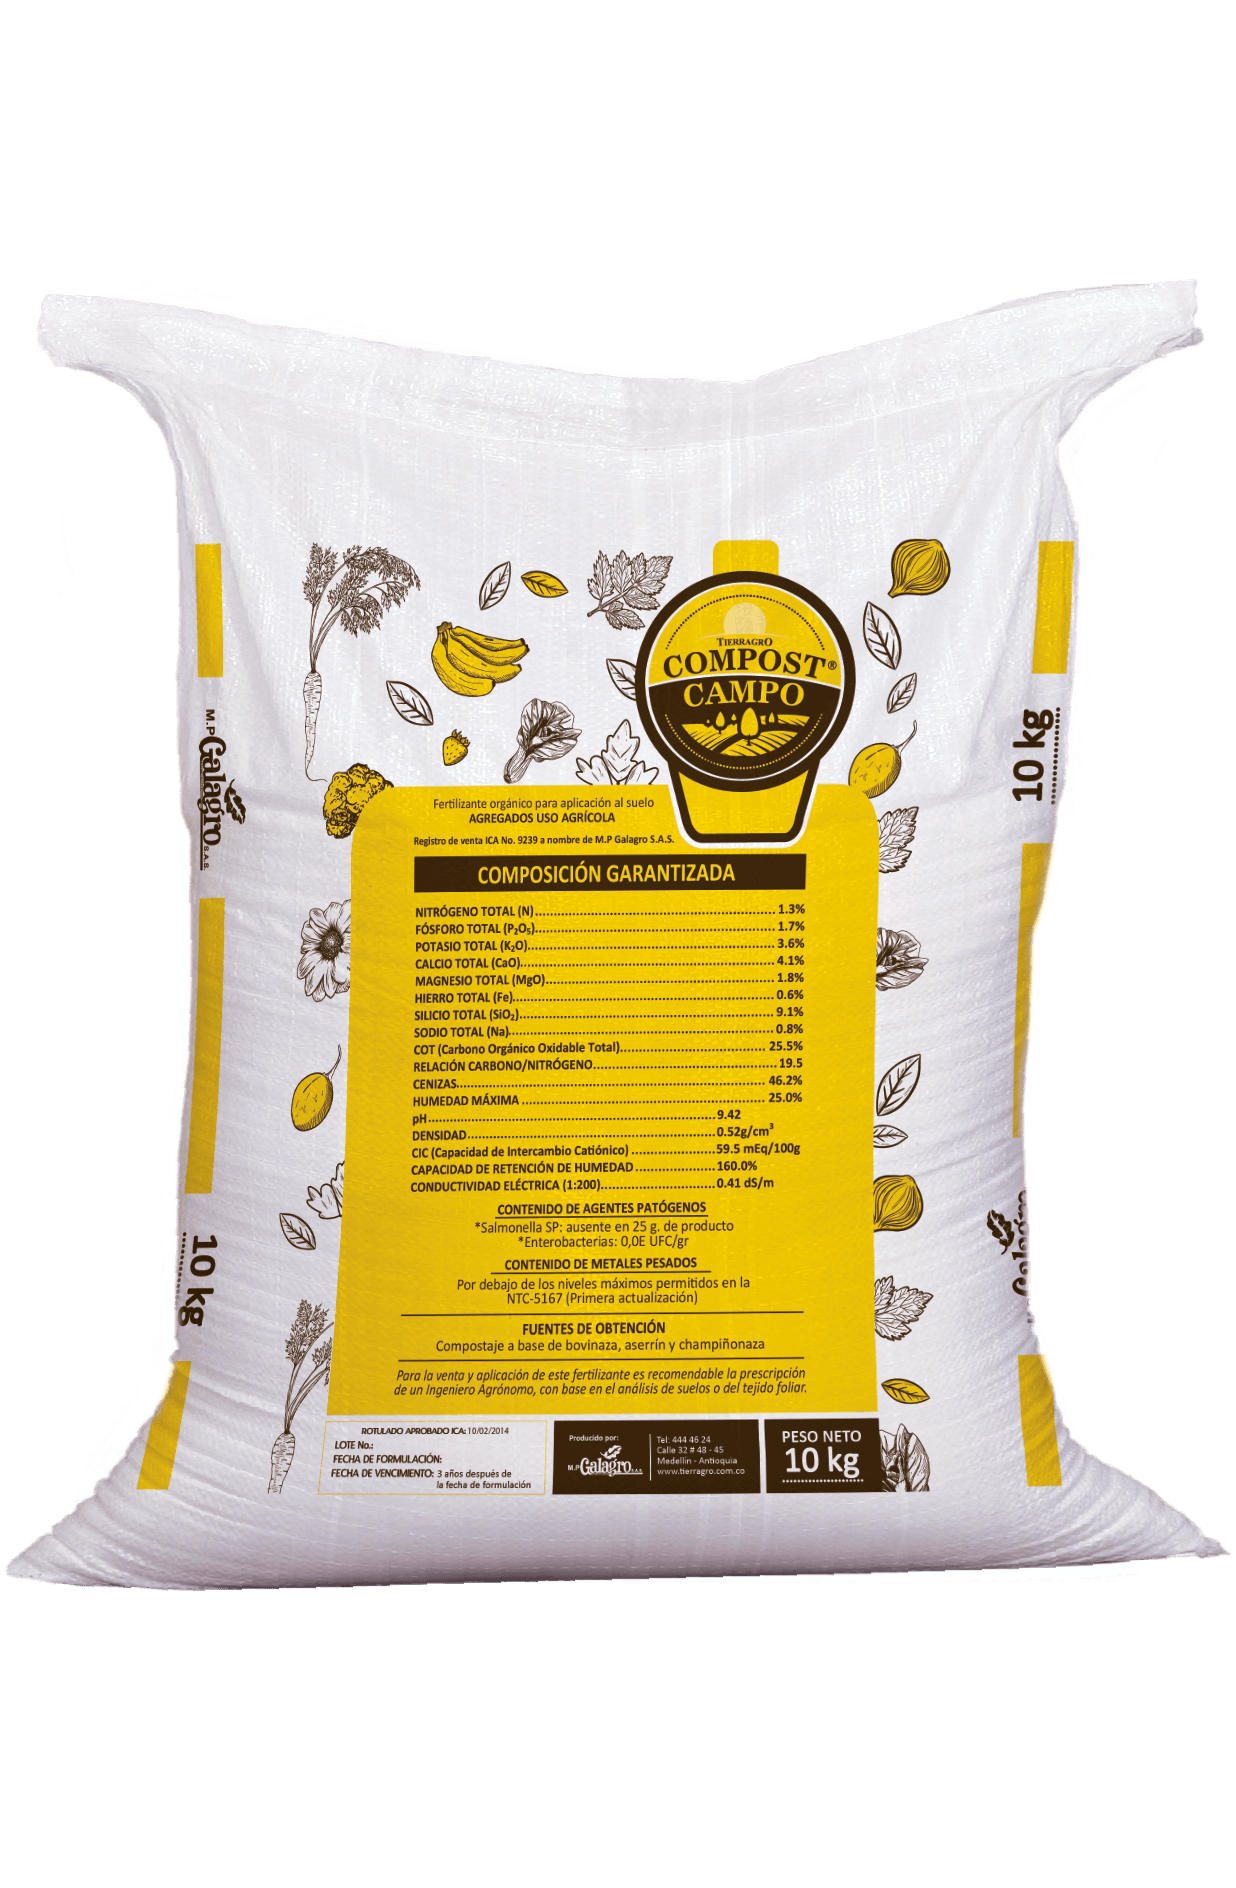 TIERRAGRO
COMPOST®
CAMPO
M.P Galagro S.A.S.
10 kg
10 kg
Galagro
Fertilizante orgánico para aplicación al suelo
AGREGADOS USO AGRÍCOLA
Registro de venta ICA No. 9239 a nombre de M.P Galagro S.A.S.
COMPOSICIÓN GARANTIZADA
NITRÓGENO TOTAL (N)........ 1.3%
FÓSFORO TOTAL (P₂O₅)........ 1.7%
POTASIO TOTAL (K₂O)........ 3.6%
CALCIO TOTAL (CaO)........ 4.1%
MAGNESIO TOTAL (MgO)........ 1.8%
HIERRO TOTAL (Fe)........ 0.6%
SILICIO TOTAL (SiO₂)........ 9.1%
SODIO TOTAL (Na)........ 0.8%
COT (Carbono Orgánico Oxidable Total)........ 25.5%
RELACIÓN CARBONO/NITRÓGENO........ 19.5
CENIZAS........ 46.2%
HUMEDAD MÁXIMA ........ 25.0%
pH........ 9.42
DENSIDAD........ 0.52g/cm³
CIC (Capacidad de Intercambio Catiónico) ........ 59.5 mEq/100g
CAPACIDAD DE RETENCIÓN DE HUMEDAD ........ 160.0%
CONDUCTIVIDAD ELÉCTRICA (1:200)........ 0.41 dS/m
CONTENIDO DE AGENTES PATÓGENOS
*Salmonella SP: ausente en 25 g. de producto
*Enterobacterias: 0,0E UFC/gr
CONTENIDO DE METALES PESADOS
Por debajo de los niveles máximos permitidos en la
NTC-5167 (Primera actualización)
FUENTES DE OBTENCIÓN
Compostaje a base de bovinaza, aserrín y champiñonaza
Para la venta y aplicación de este fertilizante es recomendable la prescripción
de un Ingeniero Agrónomo, con base en el análisis de suelos o del tejido foliar.
ROTULADO APROBADO ICA: 10/02/2014
LOTE No.:
FECHA DE FORMULACIÓN:
FECHA DE VENCIMIENTO: 3 años después de
la fecha de formulación
Producido por:
M.P Galagro S.A.S
Tel: 444 46 24
Calle 32 # 48 - 45
Medellín - Antioquia
www.tierragro.com.co
PESO NETO
10 kg